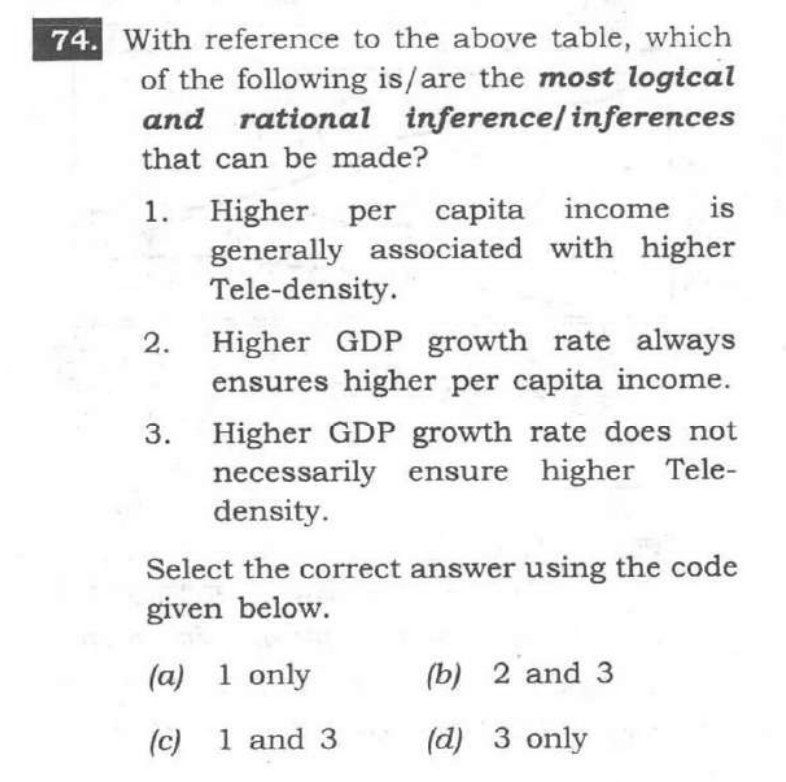 74. With reference to the above table, which
of the following is/are the most logical
and rational inference/inferences
that can be made?
1. Higher per capita income is
generally associated with higher
Tele-density.
2. Higher GDP growth rate always
ensures higher per capita income.
3. Higher GDP growth rate does not
necessarily ensure higher Tele-
density.
Select the correct answer using the code
given below.
(a) 1 only (b) 2 and 3
(c) 1 and 3 (d) 3 only